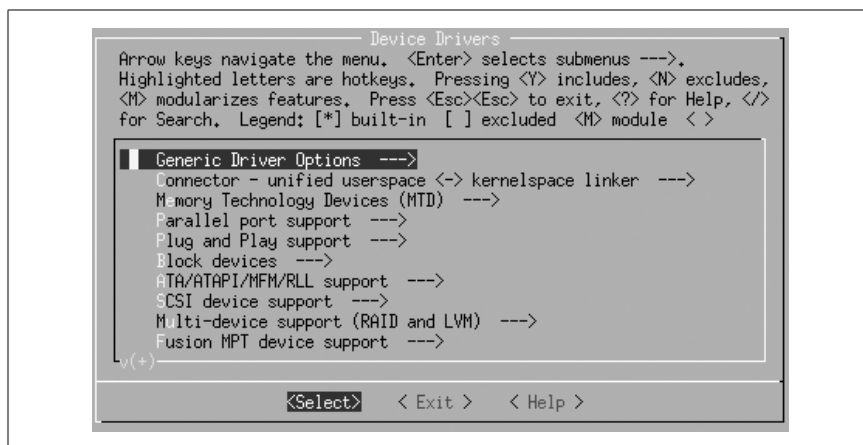 Device Drivers
Arrow keys navigate the menu.  <Enter> selects submenus --->.
Highlighted letters are hotkeys.  Pressing <Y> includes, <N> excludes,
<M> modularizes features.  Press <Esc><Esc> to exit, <?> for Help, </>
for Search.  Legend: [*] built-in  [ ] excluded  <M> module  < >
Generic Driver Options  --->
Connector - unified userspace <-> kernelspace linker  --->
Memory Technology Devices (MTD)  --->
Parallel port support  --->
Plug and Play support  --->
Block devices  --->
ATA/ATAPI/MFM/RLL support  --->
SCSI device support  --->
Multi-device support (RAID and LVM)  --->
Fusion MPT device support  --->
v(+)
<Select>    < Exit >    < Help >